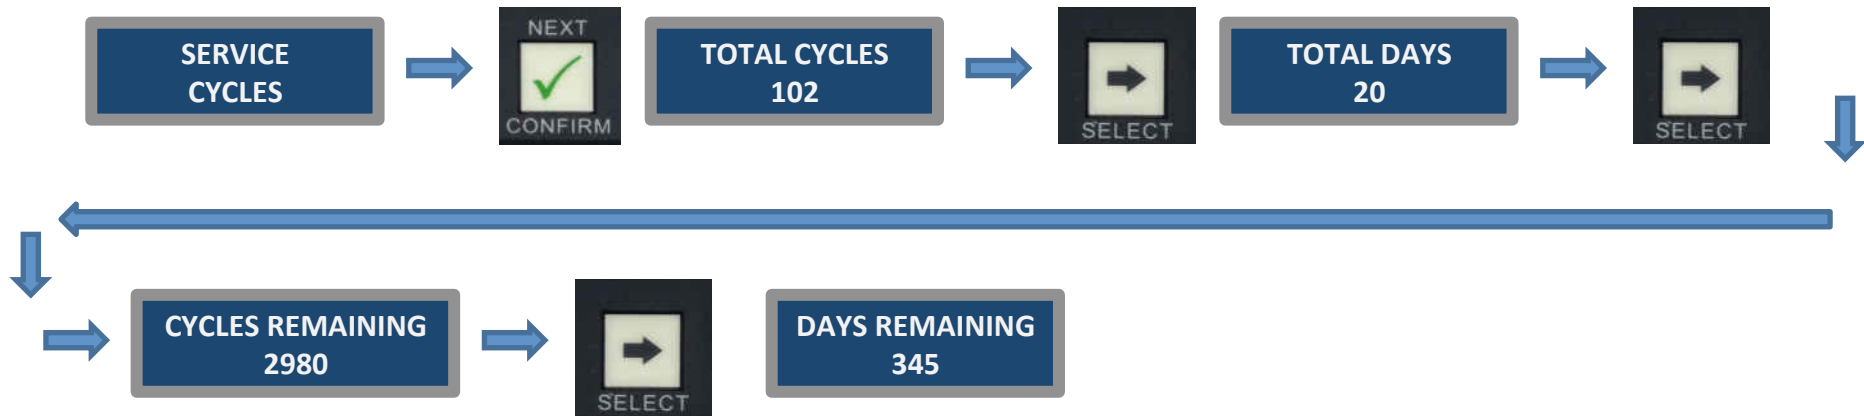 SERVICE
CYCLES
NEXT
CONFIRM
TOTAL CYCLES
102
SELECT
TOTAL DAYS
20
SELECT
CYCLES REMAINING
2980
SELECT
DAYS REMAINING
345